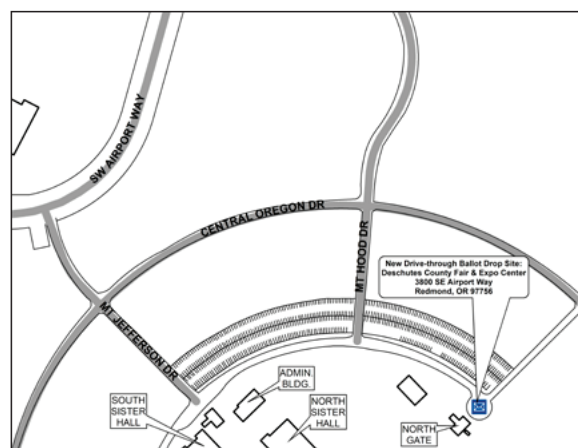 SW AIRPORT WAY
CENTRAL OREGON DR
MT HOOD DR
New Drive-through Ballot Drop Site:
Deschutes County Fair & Expo Center
3800 SE Airport Way
Redmond, OR 97756
MT JEFFERSON DR
ADMIN.
BLDG.
SOUTH
SISTER
HALL
NORTH
SISTER
HALL
NORTH
GATE